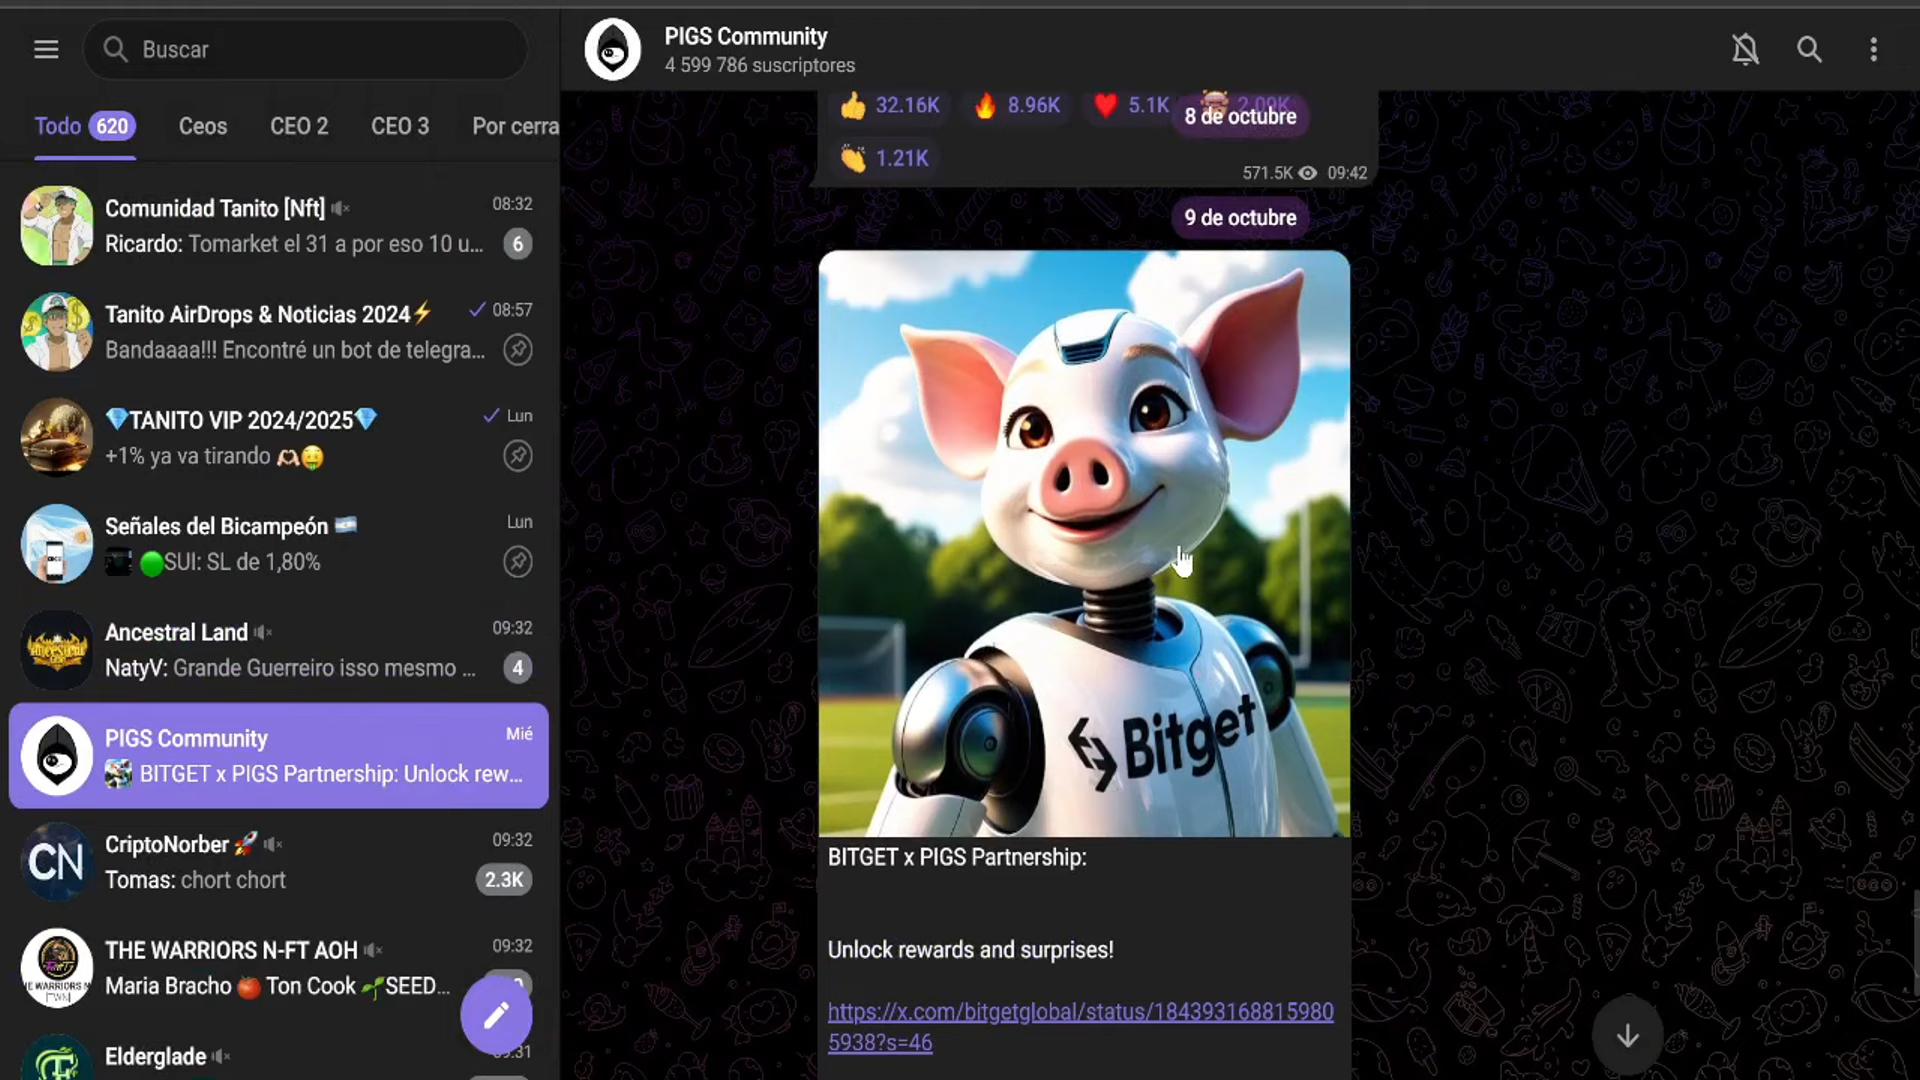 Buscar
Todo 620 Ceos CEO 2 CEO 3 Por cerra
Comunidad Tanito [Nft] 08:32
Ricardo: Tomarket el 31 a por eso 10 u... 6
Tanito AirDrops & Noticias 2024⚡ 08:57
Bandaaaa!!! Encontré un bot de telegra...
💎TANITO VIP 2024/2025💎 Lun
+1% ya va tirando 🫶🏻🤑
Señales del Bicampeón 🇦🇷 Lun
🟢SUI: SL de 1,80%
Ancestral Land 09:32
NatyV: Grande Guerreiro isso mesmo ... 4
PIGS Community Mié
BITGET x PIGS Partnership: Unlock rew...
CriptoNorber 🚀 09:32
Tomas: chort chort 2.3K
THE WARRIORS N-FT AOH 09:32
Maria Bracho 🍅 Ton Cook 🌱SEED...
Elderglade
CN
PIGS Community
4 599 786 suscriptores
👍 32.16K 🔥 8.96K ❤ 5.1K 2.09K
8 de octubre
👏 1.21K
571.5K 09:42
9 de octubre
Bitget
BITGET x PIGS Partnership:
Unlock rewards and surprises!
https://x.com/bitgetglobal/status/184393168815980
5938?s=46